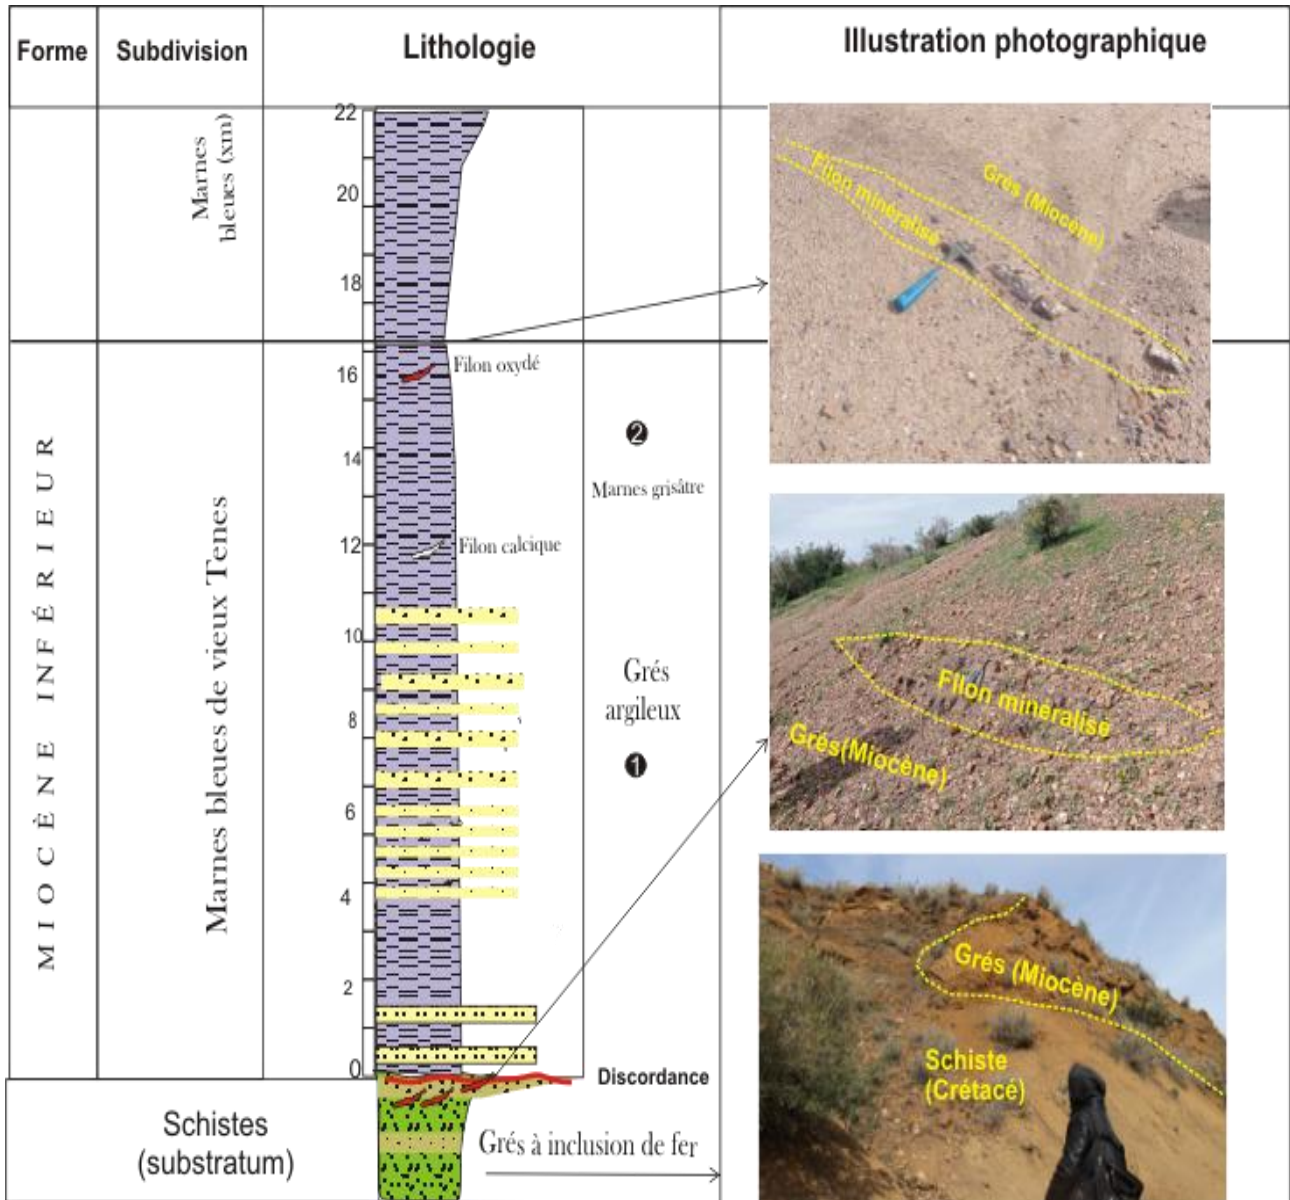 Forme
Subdivision
Lithologie
Illustration photographique
Marnes
bleues (xm)
MIOCÈNE INFÉRIEUR
Marnes bleues de vieux Tenes
22
20
18
16
14
12
10
8
6
4
2
0
Filon oxydé
Filon calcique
2
Marnes grisâtre
Grés
argileux
1
Discordance
Schistes
(substratum)
Grés à inclusion de fer
Filon minéralisé
Grés (Miocène)
Filon minéralisé
Grés(Miocène)
Grés (Miocène)
Schiste
(Crétacé)